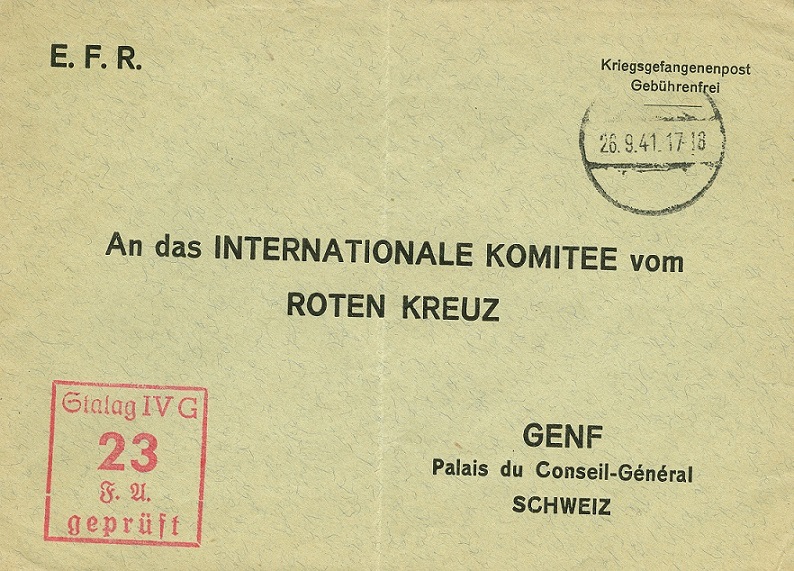 E. F. R.
Kriegsgefangenenpost
Gebührenfrei
26.9.41.17-18
An das INTERNATIONALE KOMITEE vom
ROTEN KREUZ
Stalag IV G
23
F. A.
geprüft
GENF
Palais du Conseil-Général
SCHWEIZ